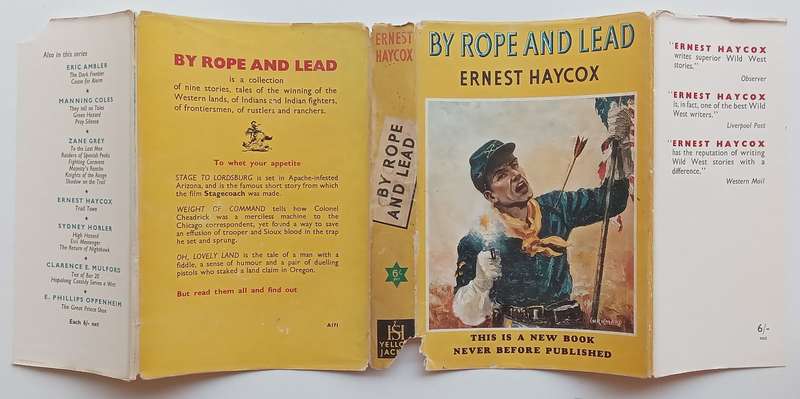 Also in this series
ERIC AMBLER
The Dark Frontier
Cause for Alarm
MANNING COLES
They tell no Tales
Green Hazard
Pray Silence
ZANE GREY
To the Last Man
Raiders of Spanish Peaks
Fighting Caravans
Majesty's Rancho
Knights of the Range
Shadow on the Trail
ERNEST HAYCOX
Trail Town
SYDNEY HORLER
High Hazard
Exit Messenger
The Return of Nighthawk
CLARENCE E. MULFORD
Tex of Bar 20
Hopalong Cassidy Serves a Writ
E. PHILLIPS OPPENHEIM
The Great Prince Shan
Each 6/- net
BY ROPE AND LEAD
is a collection
of nine stories, tales of the winning of the
Western lands, of Indians and Indian fighters,
of frontiersmen, of rustlers and ranchers.
To whet your appetite
STAGE TO LORDSBURG is set in Apache-infested
Arizona, and is the famous short story from which
the film Stagecoach was made.
WEIGHT OF COMMAND tells how Colonel
Cheadrick was a merciless machine to the
Chicago correspondent, yet found a way to save
an effusion of trooper and Sioux blood in the trap
he set and sprung.
OH, LOVELY LAND is the tale of a man with a
fiddle, a sense of humour and a pair of duelling
pistols who staked a land claim in Oregon.
But read them all and find out
A171
ERNEST
HAYCOX
BY ROPE
AND LEAD
6/-
NET
HS
YELLOW
JACK
BY ROPE AND LEAD
ERNEST HAYCOX
THIS IS A NEW BOOK
NEVER BEFORE PUBLISHED
"ERNEST HAYCOX
writes superior Wild West
stories."
Observer
"ERNEST HAYCOX
is, in fact, one of the best Wild
West writers."
Liverpool Post
"ERNEST HAYCOX
has the reputation of writing
Wild West stories with a
difference."
Western Mail
6/-
net